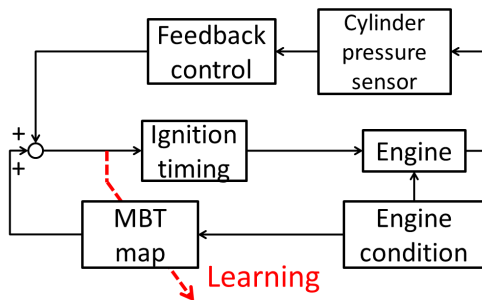 Feedback
control
Cylinder
pressure
sensor
+
+
Ignition
timing
Engine
MBT
map
Engine
condition
Learning